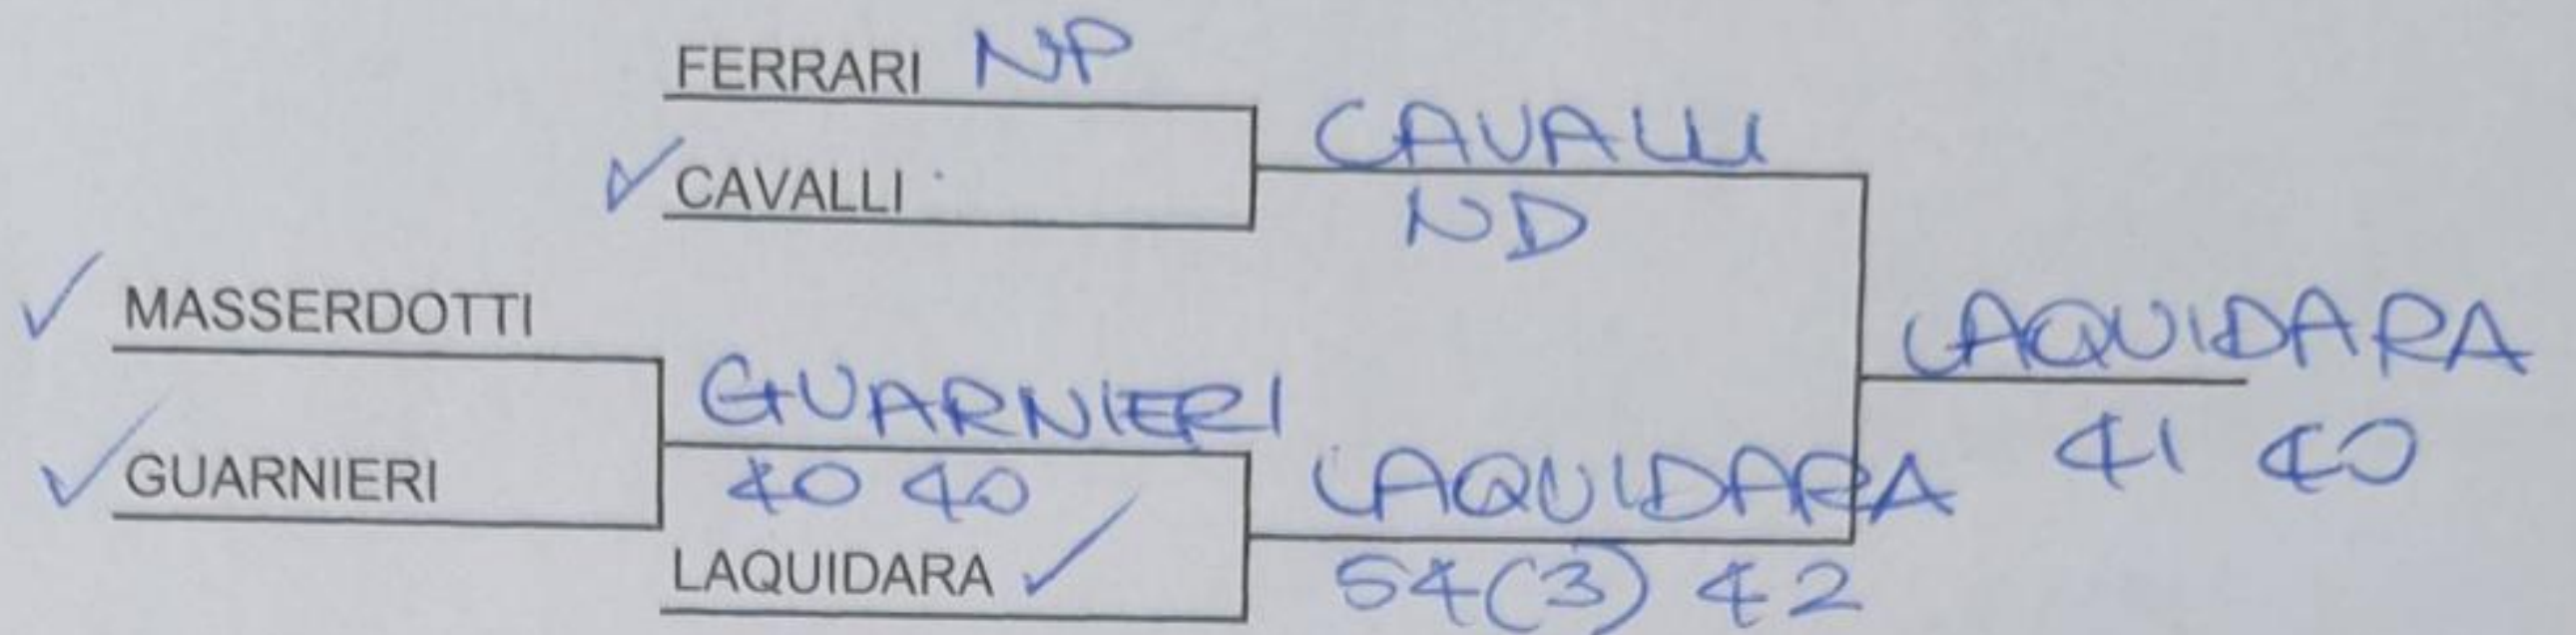 FERRARI NP
CAVALLI
CAVALLI
ND
MASSERDOTTI
GUARNIERI
GUARNIERI
40 40
LAQUIDARA
LAQUIDARA
54(3) 42
LAQUIDARA
41 40